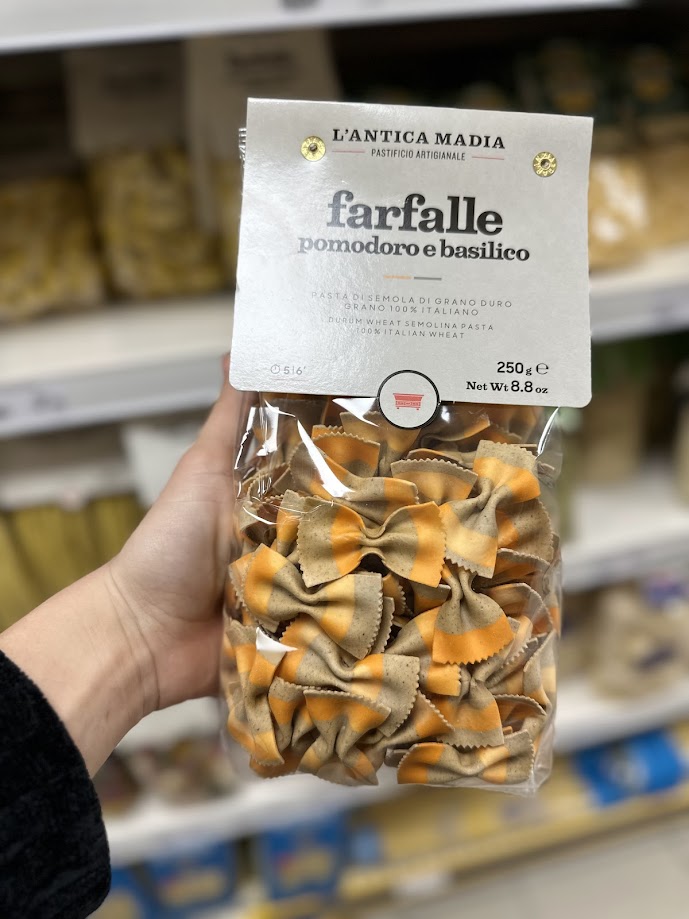 L'ANTICA MADIA
PASTIFICIO ARTIGIANALE
farfalle
pomodoro e basilico
PASTA DI SEMOLA DI GRANO DURO
GRANO 100% ITALIANO
DURUM WHEAT SEMOLINA PASTA
100% ITALIAN WHEAT
5|6'
250g ℮
Net Wt 8.8 oz